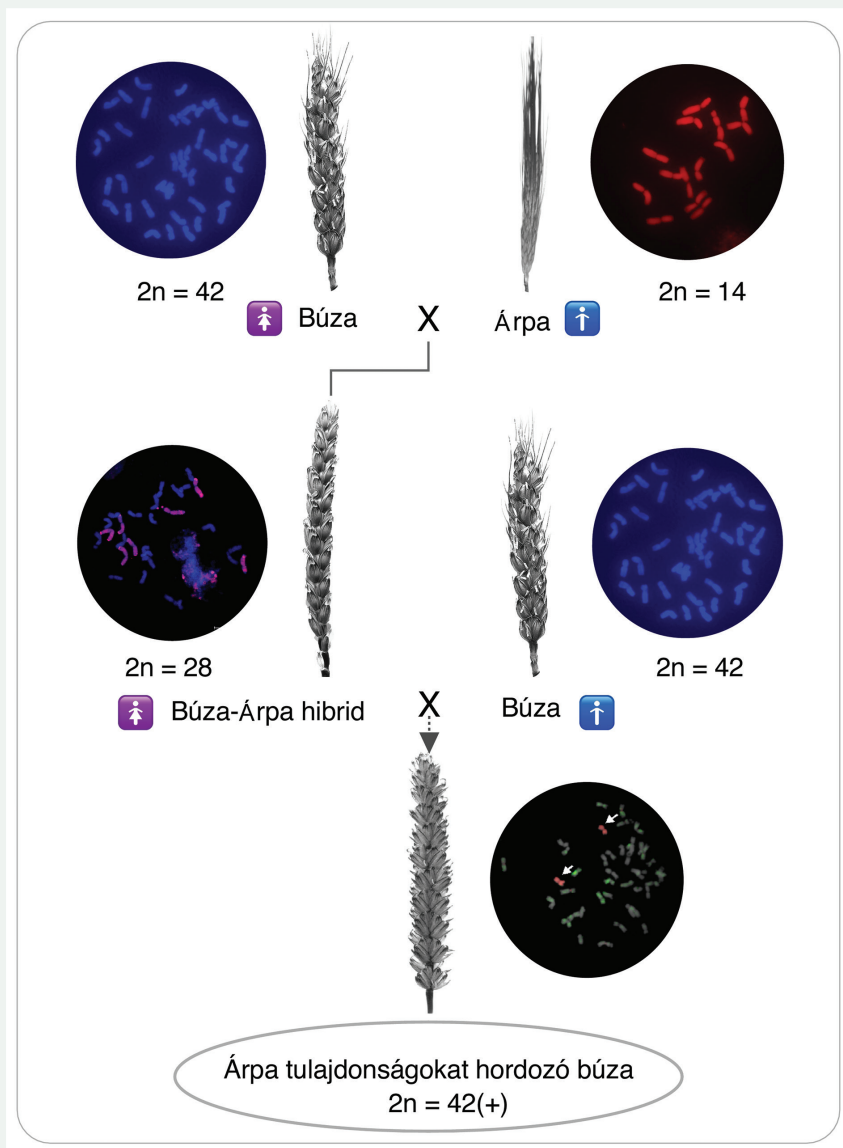 2n = 42
2n = 14
Búza X Árpa
2n = 28
2n = 42
Búza-Árpa hibrid X Búza
Árpa tulajdonságokat hordozó búza
2n = 42(+)